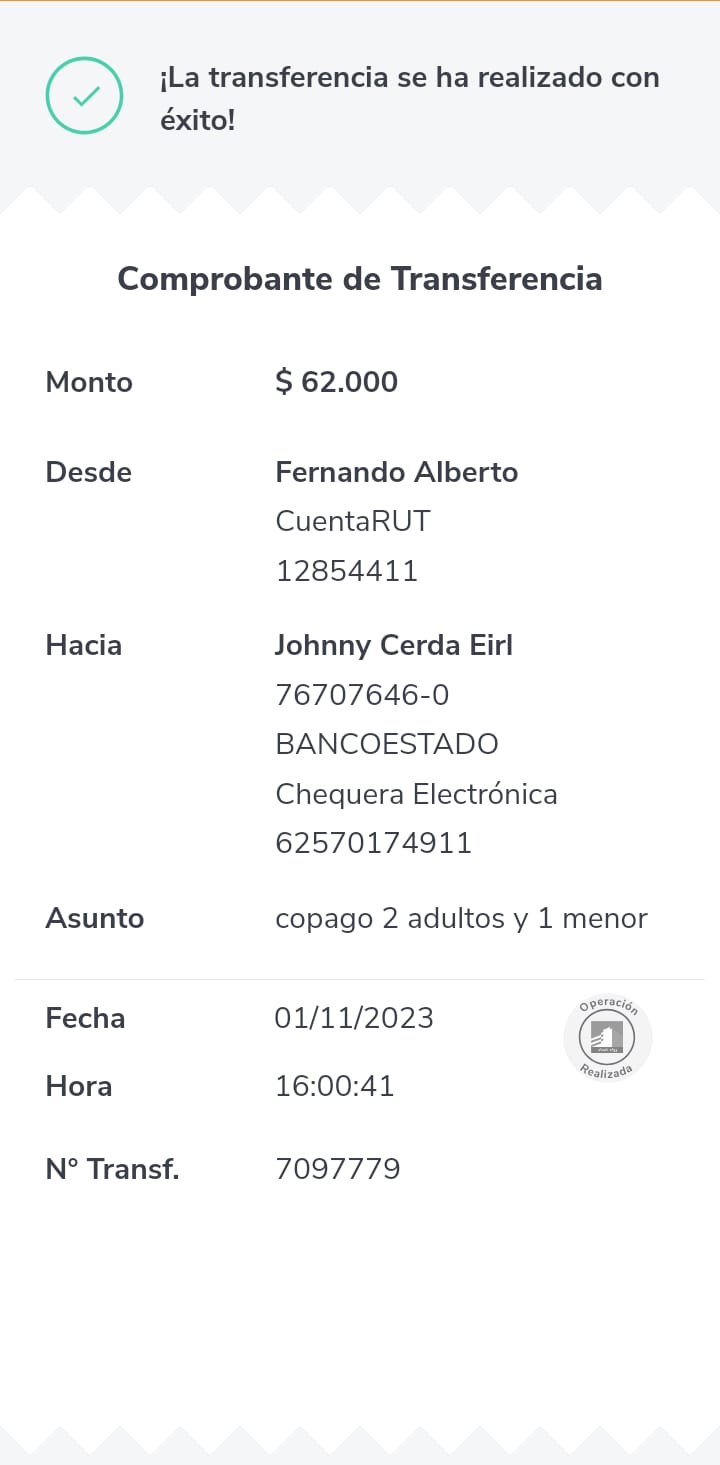 ¡La transferencia se ha realizado con
éxito!
Comprobante de Transferencia
Monto $ 62.000
Desde Fernando Alberto
CuentaRUT
12854411
Hacia Johnny Cerda Eirl
76707646-0
BANCOESTADO
Chequera Electrónica
62570174911
Asunto copago 2 adultos y 1 menor
Fecha 01/11/2023
Operación
Realizada
Hora 16:00:41
N° Transf. 7097779